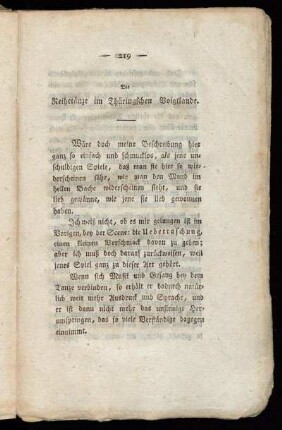 — 219 —
Die
Reihetänze im Thüringschen Voigtlande.
Wäre doch meine Beschreibung hier
ganz so einfach und schmucklos, als jene un-
schuldigen Spiele, daß man sie hier so wie-
derscheinen sähe, wie man den Mond im
hellen Bache widerscheinen sieht, und sie
lieb gewänne, wie jene sie lieb gewonnen
haben.
Ich weiß nicht, ob es mir gelungen ist im
Vorigen, bey der Scene: die Ueberraschung,
einen kleinen Vorschmack davon zu geben;
aber ich muß doch darauf zurückweisen, weil
jenes Spiel ganz zu dieser Art gehört.
Wenn sich Musik und Gesang bey dem
Tanze verbinden, so erhält er dadurch natür-
lich weit mehr Ausdruck und Sprache, und er
ist dann nicht mehr das unsinnige Her-
umspringen, das so viele Verständige dagegen
einnimmt.